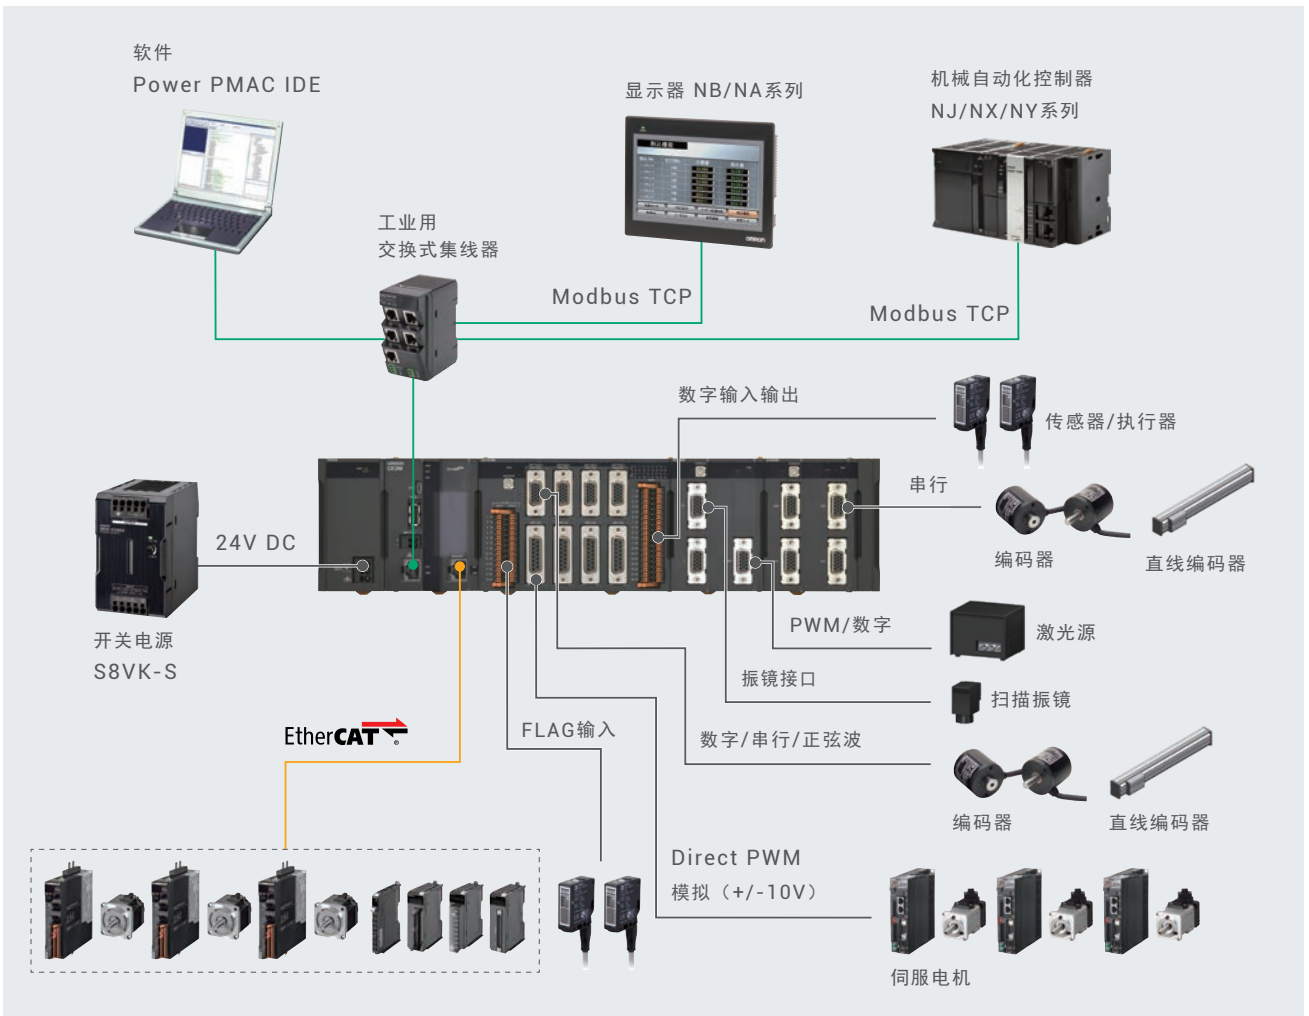 软件
Power PMAC IDE
显示器 NB/NA系列
机械自动化控制器
NJ/NX/NY系列
工业用
交换式集线器
Modbus TCP
Modbus TCP
数字输入输出
传感器/执行器
串行
编码器
直线编码器
24V DC
开关电源
S8VK-S
PWM/数字
激光源
振镜接口
扫描振镜
EtherCAT
FLAG输入
数字/串行/正弦波
编码器
直线编码器
Direct PWM
模拟（+/-10V）
伺服电机
omron